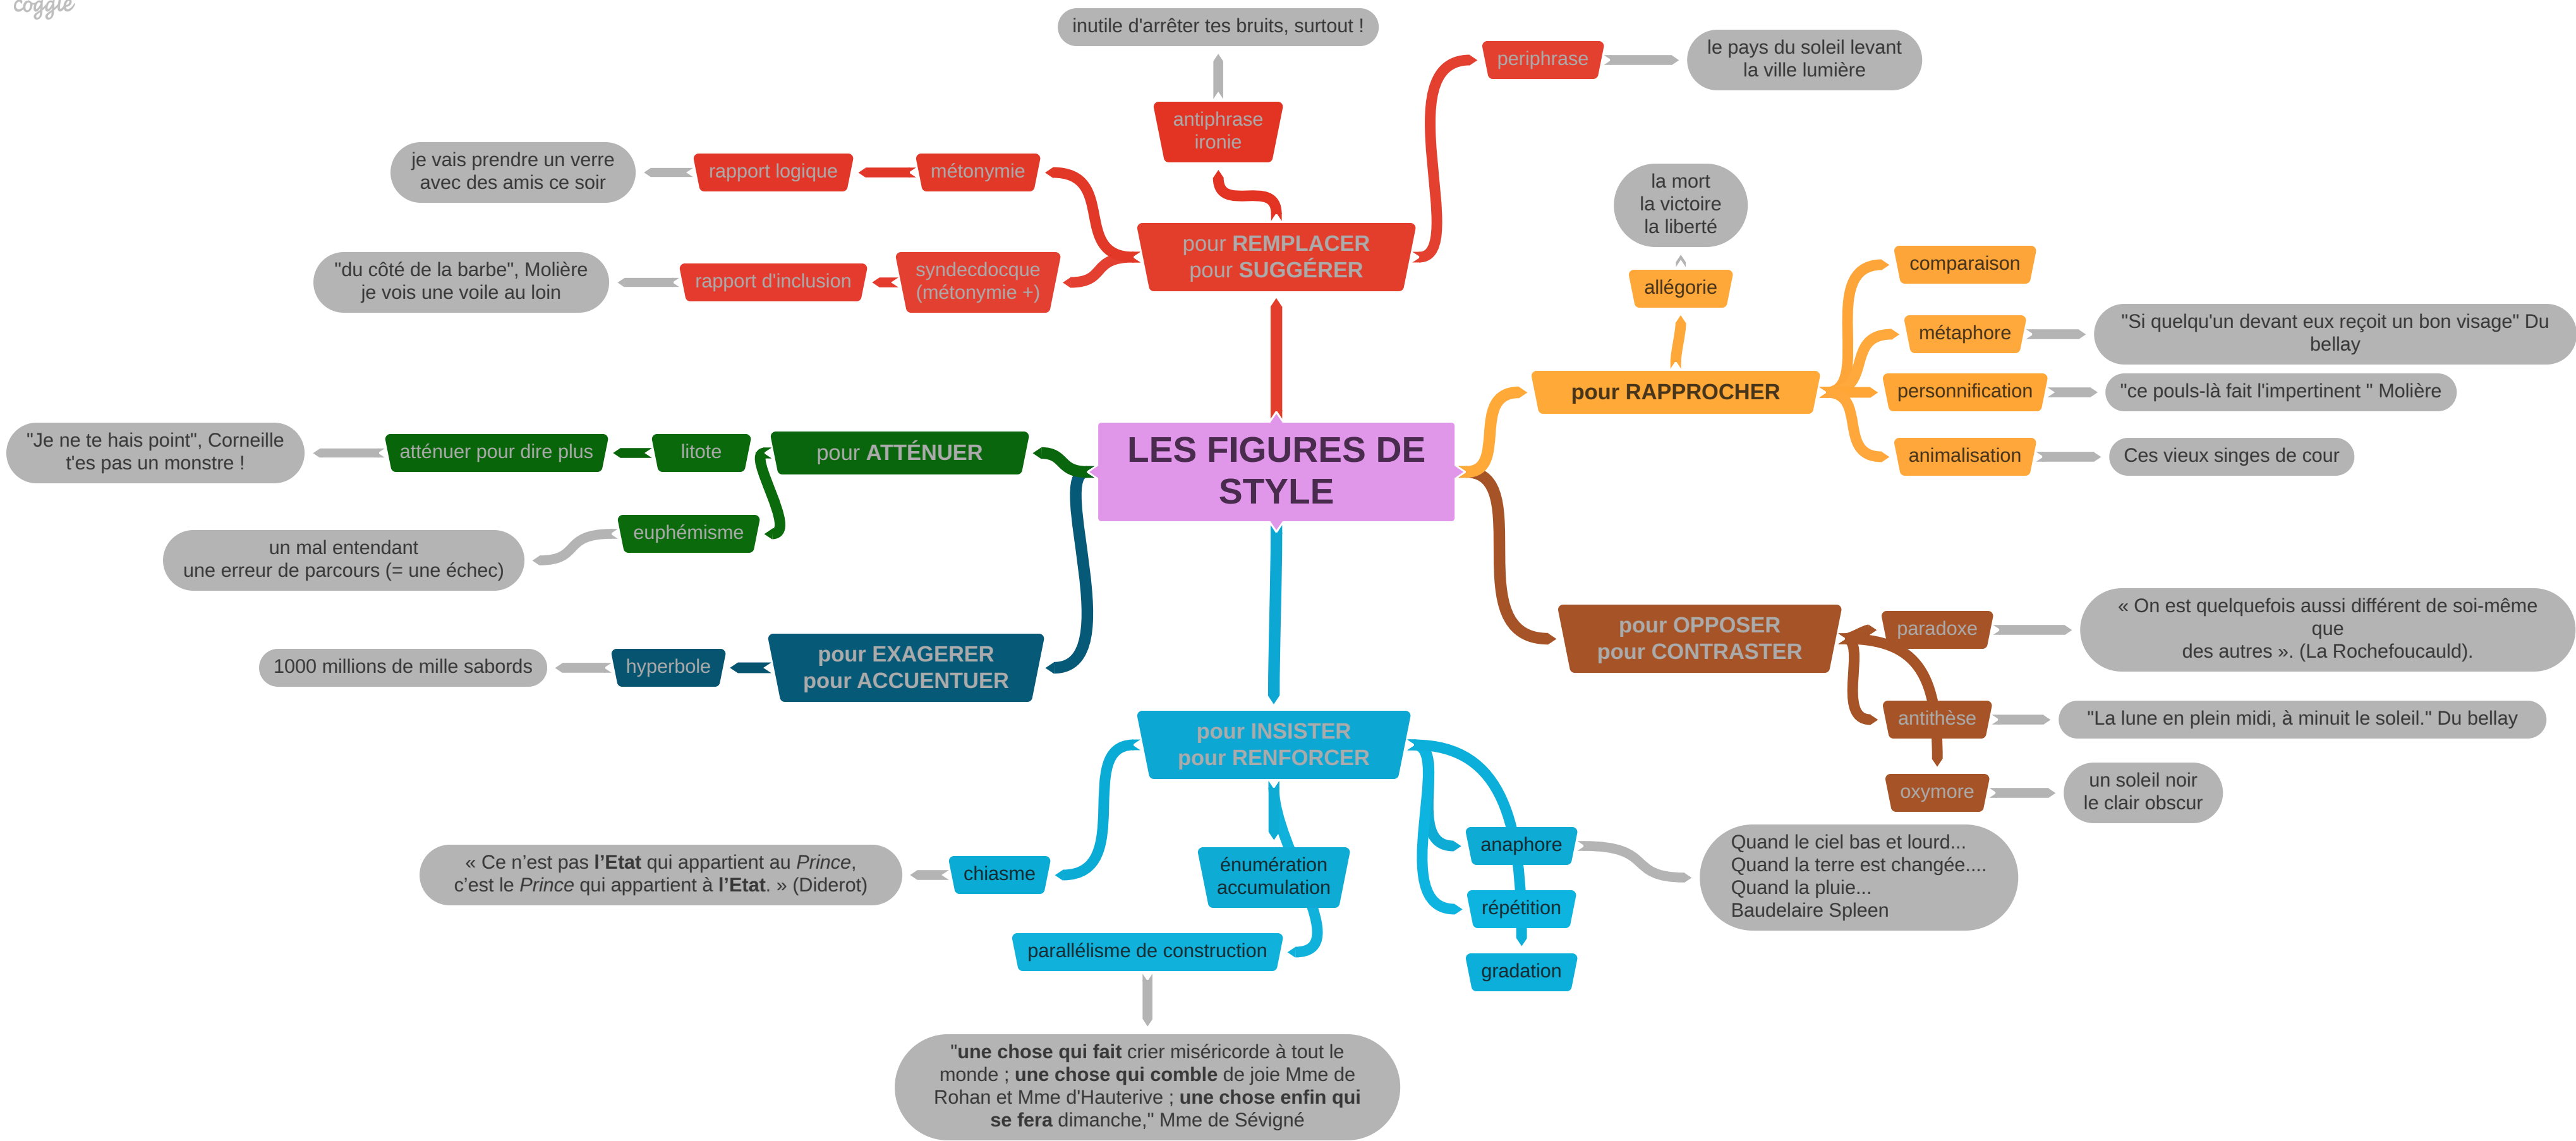 coggle
inutile d'arrêter tes bruits, surtout !
antiphrase
ironie
periphrase
le pays du soleil levant
la ville lumière
je vais prendre un verre
avec des amis ce soir
rapport logique
métonymie
"du côté de la barbe", Molière
je vois une voile au loin
rapport d'inclusion
syndecdocque
(métonymie +)
pour REMPLACER
pour SUGGÉRER
la mort
la victoire
la liberté
allégorie
pour RAPPROCHER
comparaison
métaphore
"Si quelqu'un devant eux reçoit un bon visage" Du
bellay
personnification
"ce pouls-là fait l'impertinent " Molière
animalisation
Ces vieux singes de cour
"Je ne te hais point", Corneille
t'es pas un monstre !
atténuer pour dire plus
litote
pour ATTÉNUER
euphémisme
un mal entendant
une erreur de parcours (= une échec)
LES FIGURES DE
STYLE
1000 millions de mille sabords
hyperbole
pour EXAGERER
pour ACCUENTUER
pour OPPOSER
pour CONTRASTER
paradoxe
« On est quelquefois aussi différent de soi-même
que
des autres ». (La Rochefoucauld).
antithèse
"La lune en plein midi, à minuit le soleil." Du bellay
oxymore
un soleil noir
le clair obscur
pour INSISTER
pour RENFORCER
« Ce n’est pas l’Etat qui appartient au Prince,
c’est le Prince qui appartient à l’Etat. » (Diderot)
chiasme
énumération
accumulation
anaphore
Quand le ciel bas et lourd...
Quand la terre est changée....
Quand la pluie...
Baudelaire Spleen
répétition
gradation
parallélisme de construction
"une chose qui fait crier miséricorde à tout le
monde ; une chose qui comble de joie Mme de
Rohan et Mme d'Hauterive ; une chose enfin qui
se fera dimanche," Mme de Sévigné